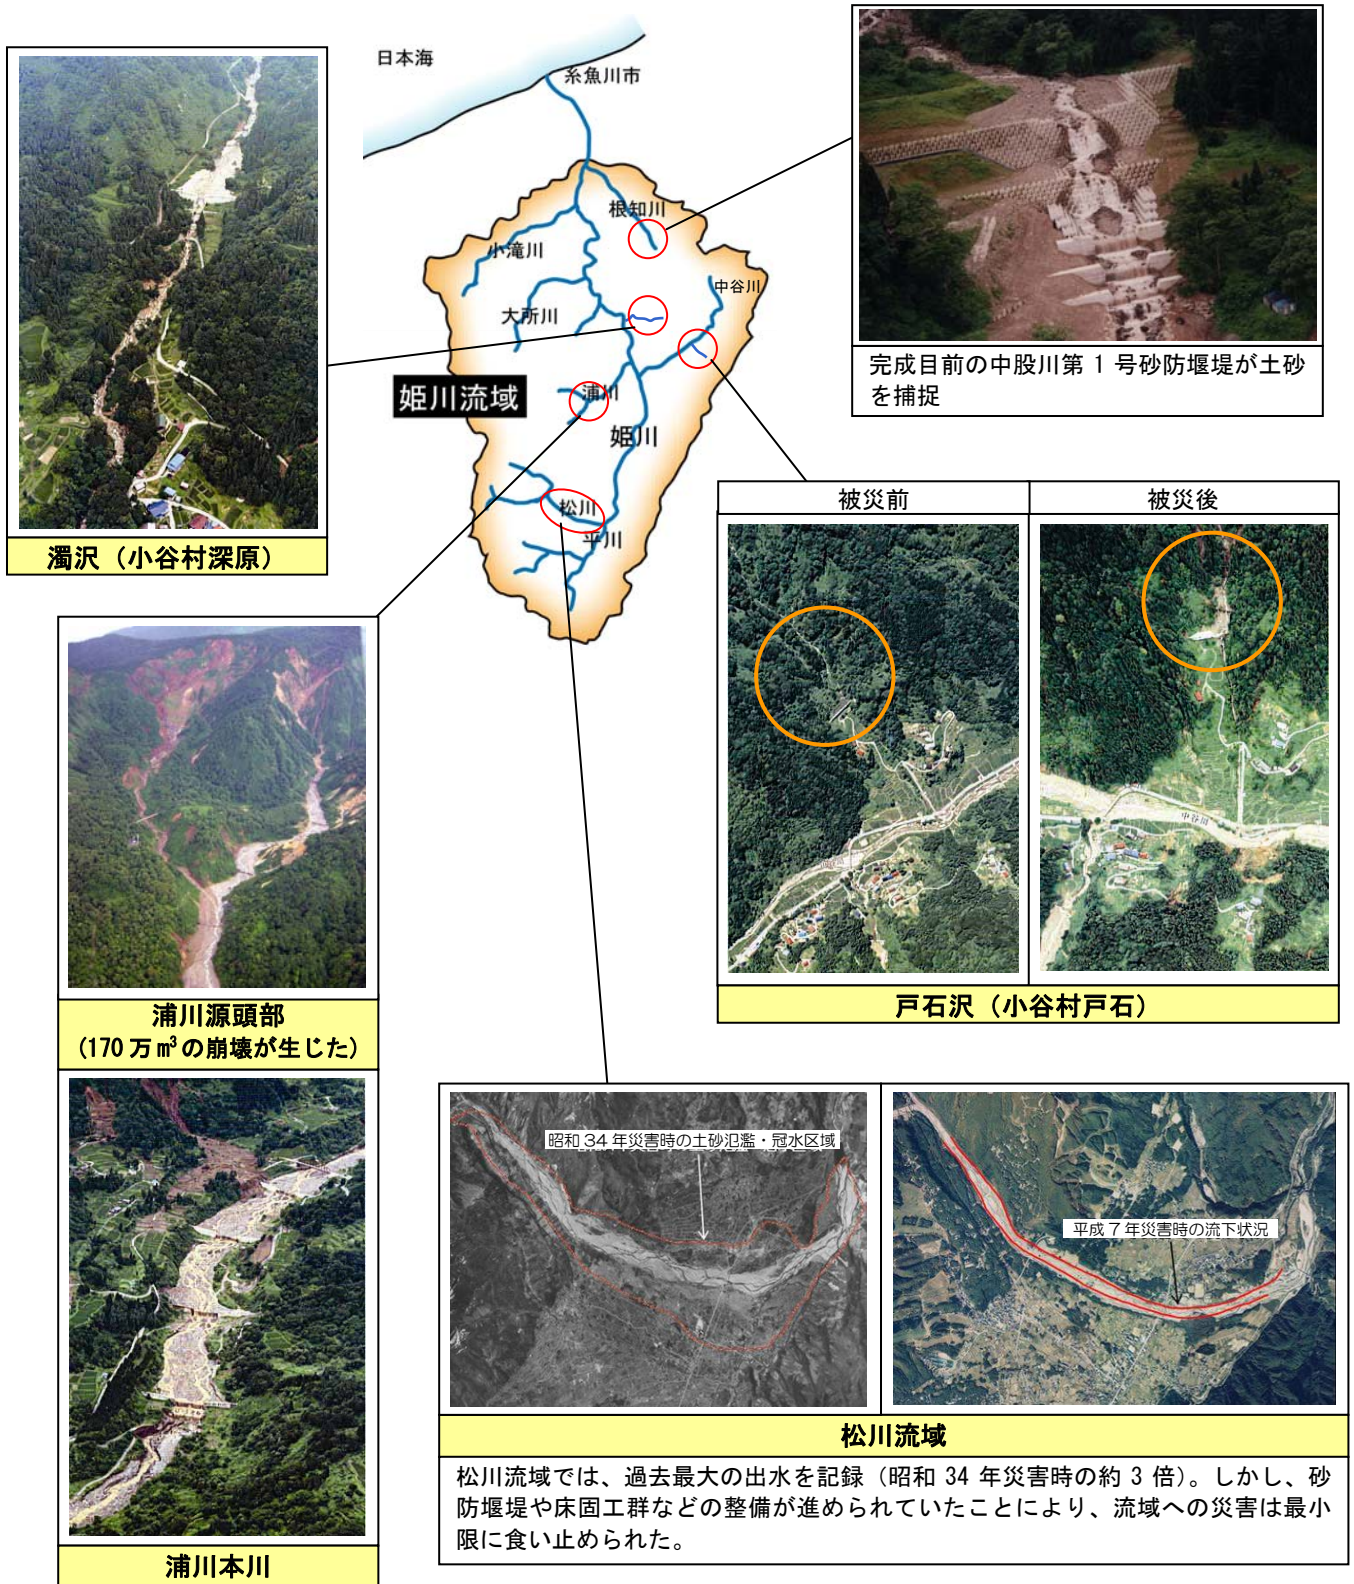 日本海
糸魚川市
根知川
小滝川
中谷川
大所川
浦川
姫川流域
姫川
松川
平川
濁沢（小谷村深原）
完成目前の中股川第 1 号砂防堰堤が土砂
を捕捉
被災前
被災後
中谷川
戸石沢（小谷村戸石）
浦川源頭部
（170 万㎥の崩壊が生じた）
浦川本川
昭和 34 年災害時の土砂氾濫・冠水区域
平成 7 年災害時の流下状況
松川流域
松川流域では、過去最大の出水を記録（昭和 34 年災害時の約 3 倍）。しかし、砂
防堰堤や床固工群などの整備が進められていたことにより、流域への災害は最小
限に食い止められた。